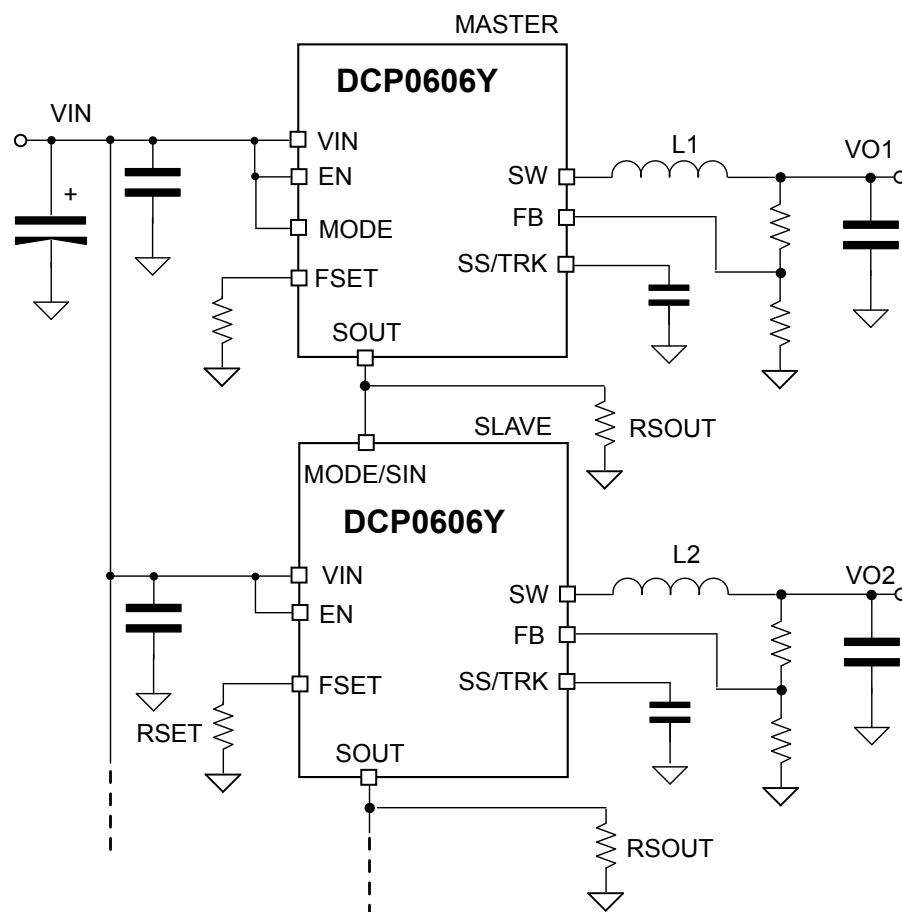 MASTER
DCP0606Y
VIN
VIN
EN
MODE
FSET
SOUT
SW
FB
SS/TRK
L1
VO1
+
RSOUT
SLAVE
MODE/SIN
DCP0606Y
VIN
EN
FSET
RSET
SOUT
SW
FB
SS/TRK
L2
VO2
RSOUT